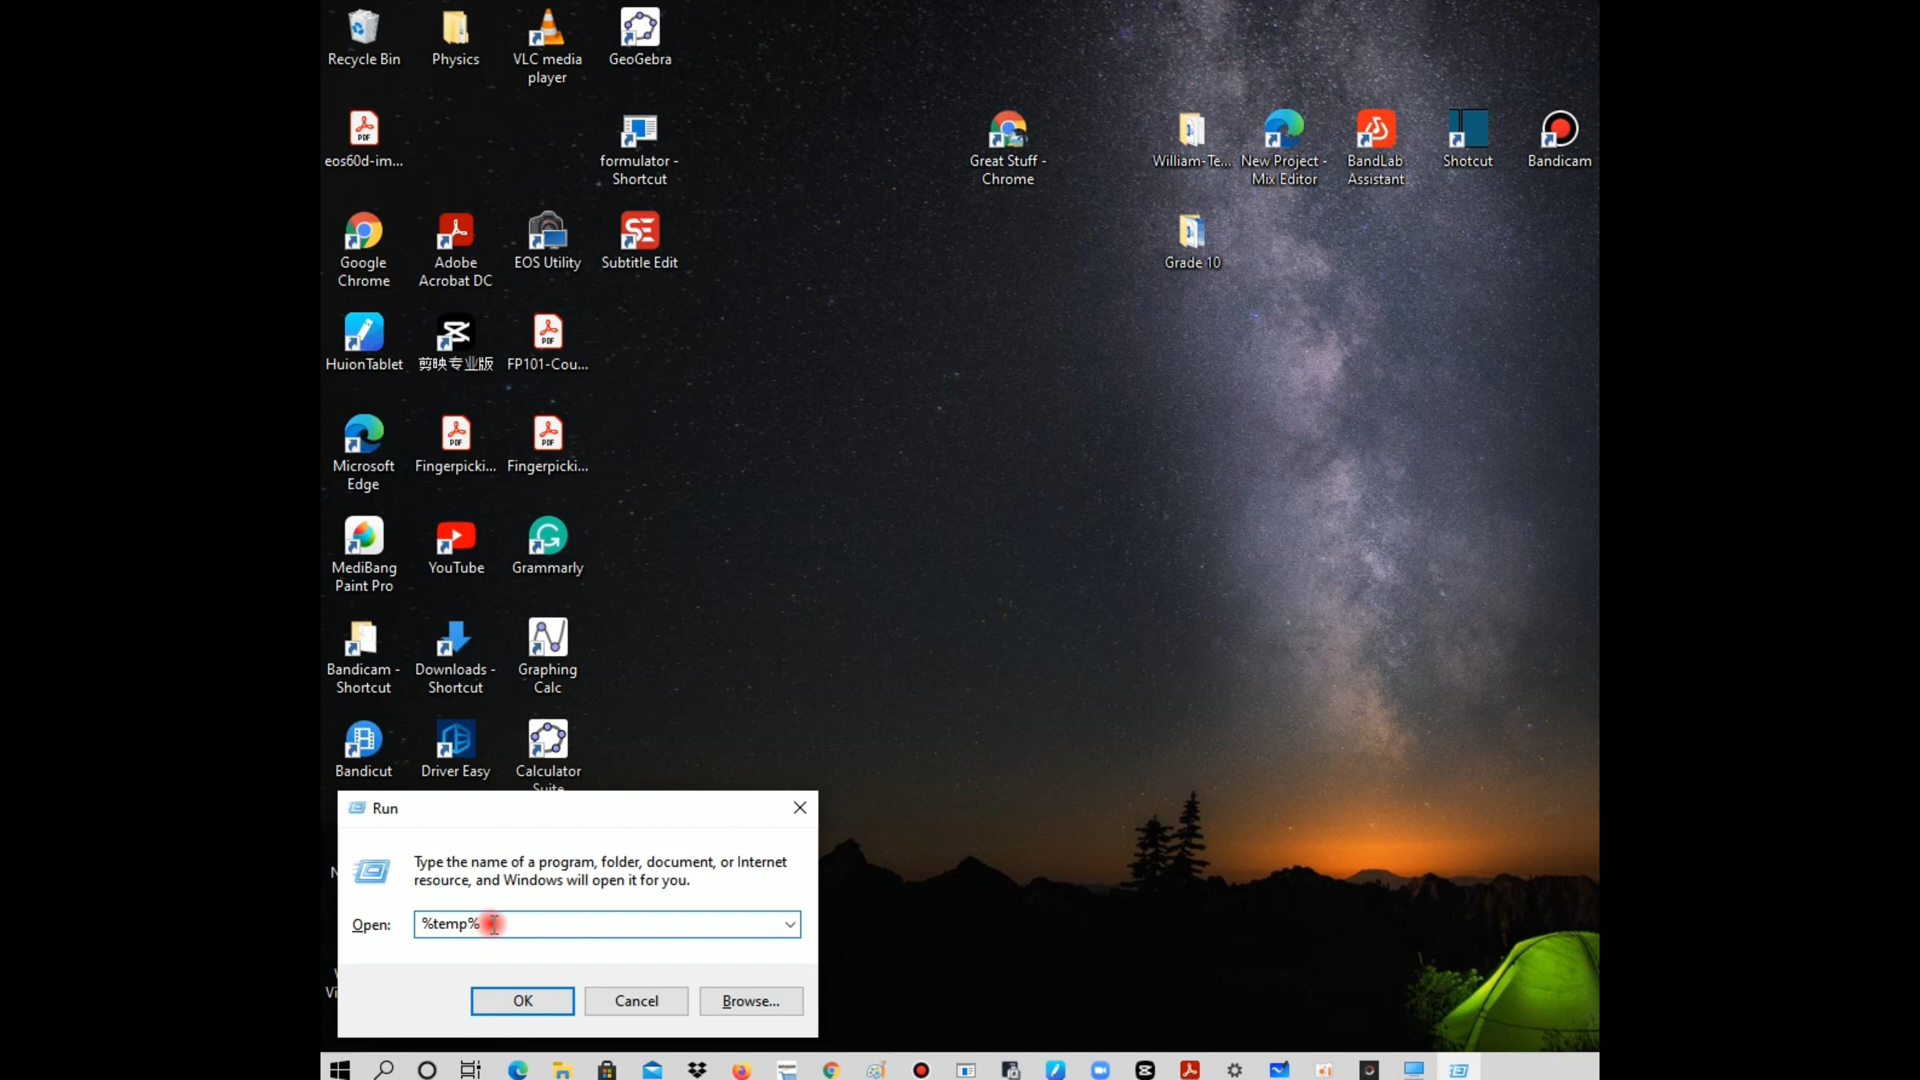 Recycle Bin
Physics
VLC media
player
GeoGebra
eos60d-im...
formulator -
Shortcut
Great Stuff -
Chrome
William-Te...
New Project -
Mix Editor
BandLab
Assistant
Shotcut
Bandicam
Google
Chrome
Adobe
Acrobat DC
EOS Utility
Subtitle Edit
Grade 10
HuionTablet
剪映专业版
FP101-Cou...
Microsoft
Edge
Fingerpicki...
Fingerpicki...
MediBang
Paint Pro
YouTube
Grammarly
Bandicam -
Shortcut
Downloads -
Shortcut
Graphing
Calc
Bandicut
Driver Easy
Calculator
Suite
Run
Type the name of a program, folder, document, or Internet
resource, and Windows will open it for you.
Open:
%temp%
OK
Cancel
Browse...